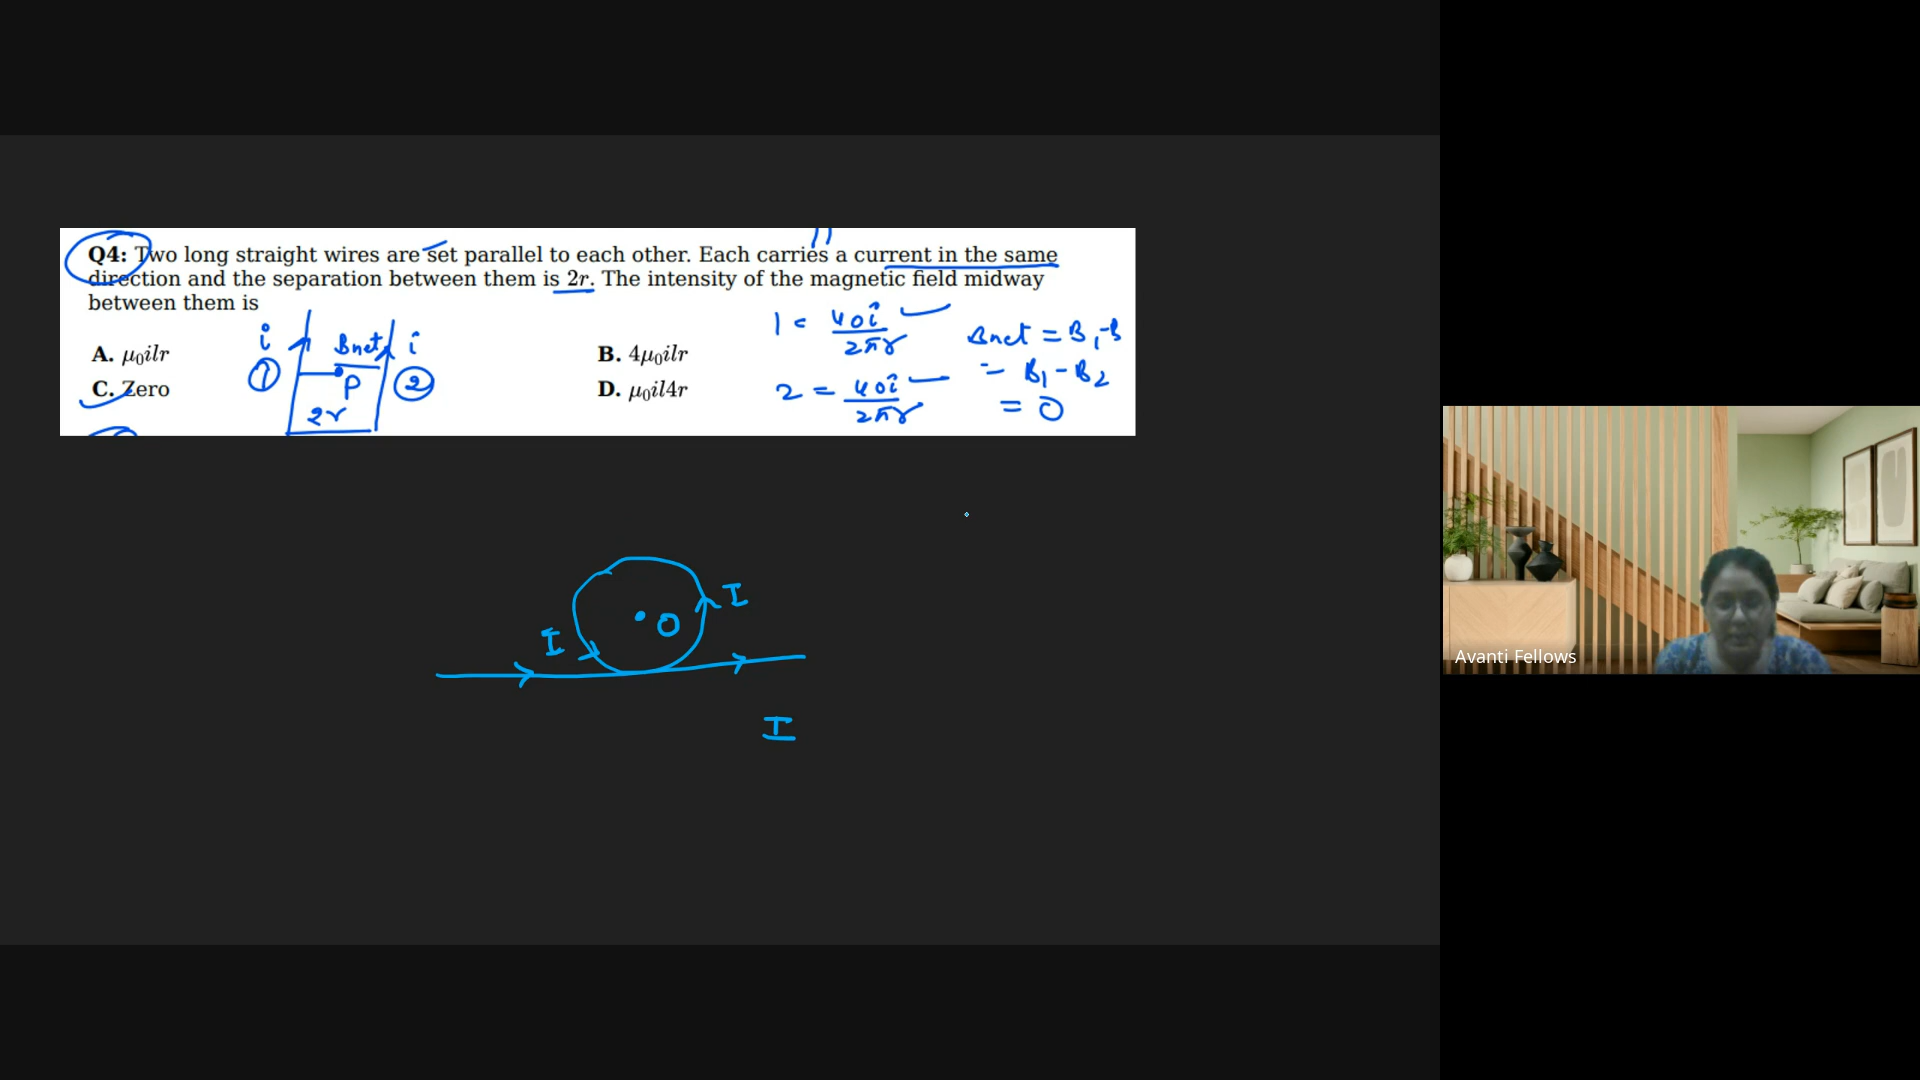 Q4: Two long straight wires are set parallel to each other. Each carries a current in the same
direction and the separation between them is 2r. The intensity of the magnetic field midway
between them is
A. μ₀ilr
B. 4μ₀ilr
C. Zero
D. μ₀il4r
i
Bnet
i
1
P
2
2r
1 = μ₀i / 2πr
2 = μ₀i / 2πr
Bnet = B₁-B
= B₁ - B₂
= 0
I
O
I
I
Avanti Fellows